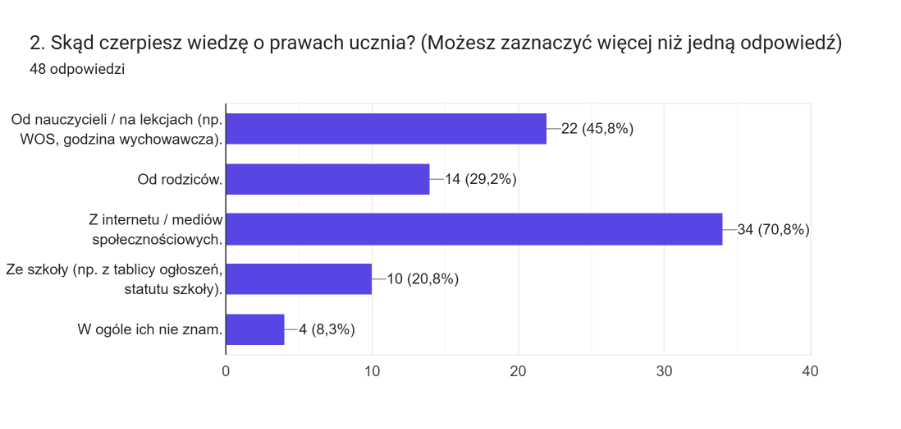 2. Skąd czerpiesz wiedzę o prawach ucznia? (Możesz zaznaczyć więcej niż jedną odpowiedź)
48 odpowiedzi
Od nauczycieli / na lekcjach (np.
WOS, godzina wychowawcza).
22 (45,8%)
Od rodziców.
14 (29,2%)
Z internetu / mediów
społecznościowych.
34 (70,8%)
Ze szkoły (np. z tablicy ogłoszeń,
statutu szkoły).
10 (20,8%)
W ogóle ich nie znam.
4 (8,3%)
0 10 20 30 40